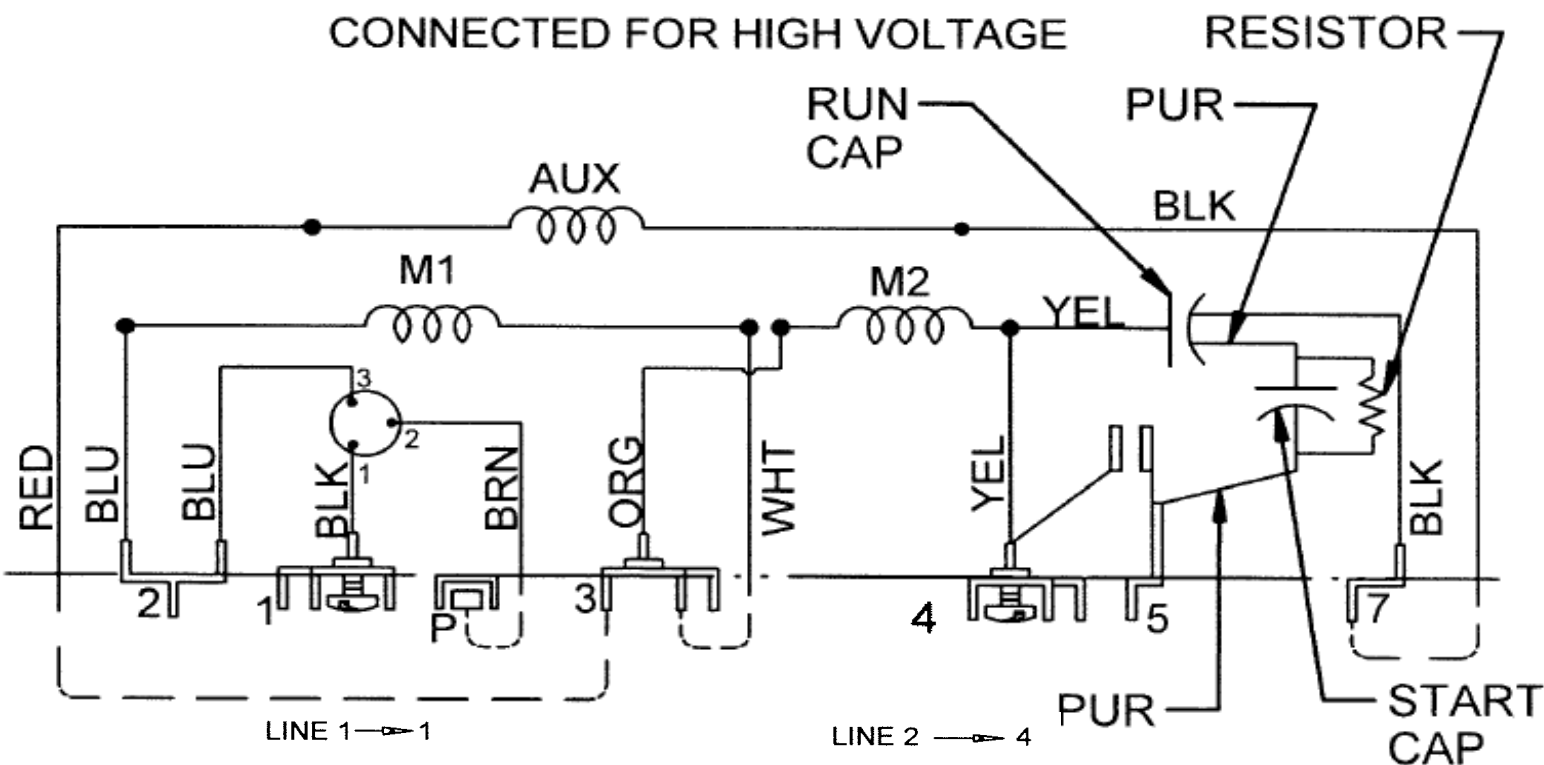 CONNECTED FOR HIGH VOLTAGE
RESISTOR
RUN
CAP
PUR
AUX
BLK
M1
M2
YEL
3
2
1
RED
BLU
BLU
BLK
BRN
ORG
WHT
YEL
BLK
2
1
P
3
4
5
7
PUR
START
CAP
LINE 1 1
LINE 2 4